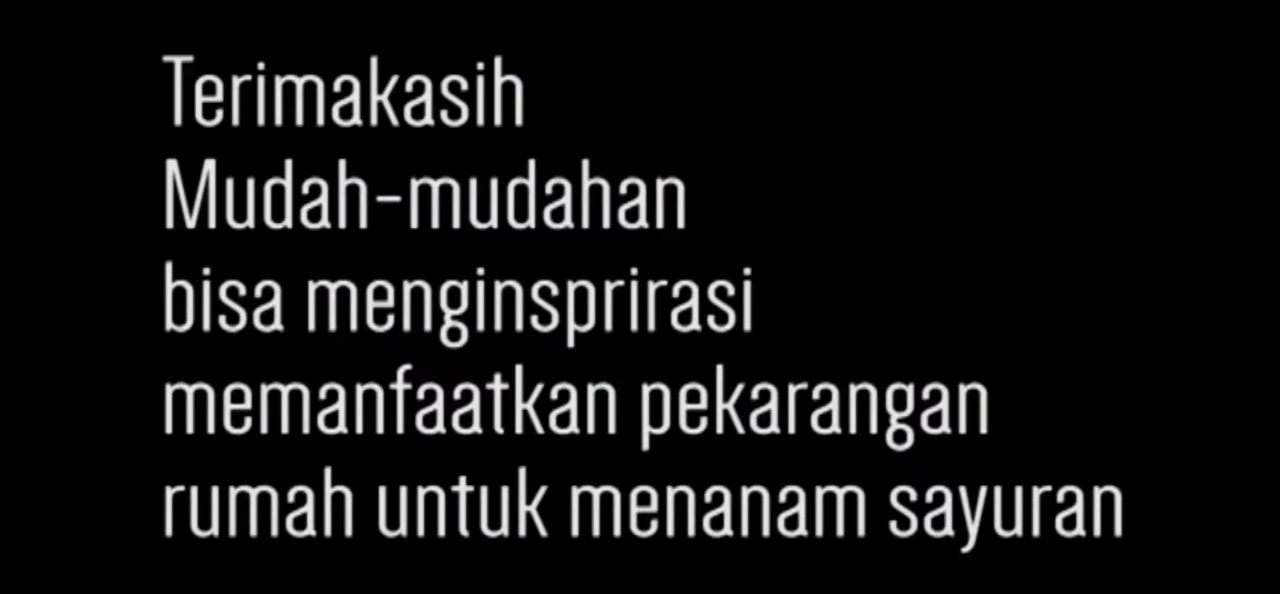 Terimakasih
Mudah-mudahan
bisa menginsprirasi
memanfaatkan pekarangan
rumah untuk menanam sayuran